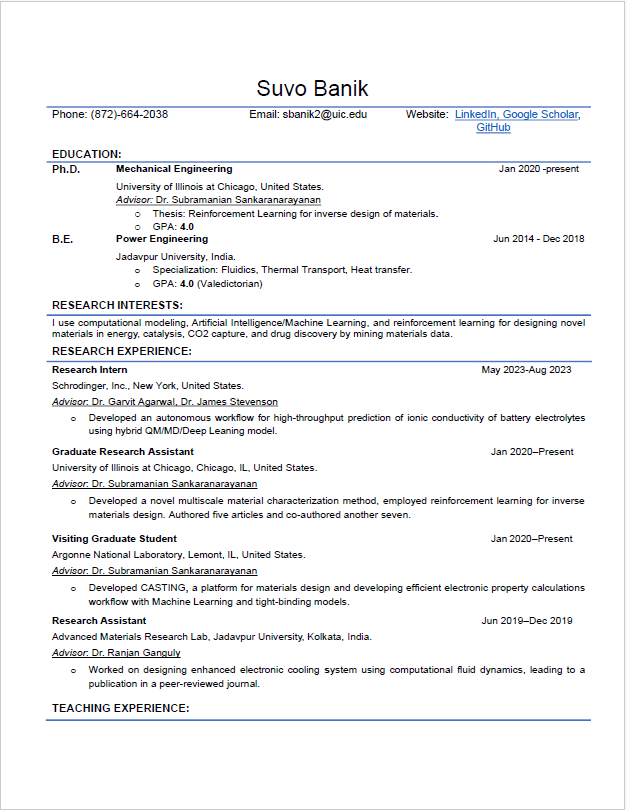 Suvo Banik
Phone: (872)-664-2038 Email: sbanik2@uic.edu Website: LinkedIn, Google Scholar,
GitHub
EDUCATION:
Ph.D. Mechanical Engineering Jan 2020 -present
University of Illinois at Chicago, United States.
Advisor: Dr. Subramanian Sankaranarayanan
o Thesis: Reinforcement Learning for inverse design of materials.
o GPA: 4.0
B.E. Power Engineering Jun 2014 - Dec 2018
Jadavpur University, India.
o Specialization: Fluidics, Thermal Transport, Heat transfer.
o GPA: 4.0 (Valedictorian)
RESEARCH INTERESTS:
I use computational modeling, Artificial Intelligence/Machine Learning, and reinforcement learning for designing novel
materials in energy, catalysis, CO2 capture, and drug discovery by mining materials data.
RESEARCH EXPERIENCE:
Research Intern May 2023-Aug 2023
Schrodinger, Inc., New York, United States.
Advisor: Dr. Garvit Agarwal, Dr. James Stevenson
o Developed an autonomous workflow for high-throughput prediction of ionic conductivity of battery electrolytes
using hybrid QM/MD/Deep Leaning model.
Graduate Research Assistant Jan 2020–Present
University of Illinois at Chicago, Chicago, IL, United States.
Advisor: Dr. Subramanian Sankaranarayanan
o Developed a novel multiscale material characterization method, employed reinforcement learning for inverse
materials design. Authored five articles and co-authored another seven.
Visiting Graduate Student Jan 2020–Present
Argonne National Laboratory, Lemont, IL, United States.
Advisor: Dr. Subramanian Sankaranarayanan
o Developed CASTING, a platform for materials design and developing efficient electronic property calculations
workflow with Machine Learning and tight-binding models.
Research Assistant Jun 2019–Dec 2019
Advanced Materials Research Lab, Jadavpur University, Kolkata, India.
Advisor: Dr. Ranjan Ganguly
o Worked on designing enhanced electronic cooling system using computational fluid dynamics, leading to a
publication in a peer-reviewed journal.
TEACHING EXPERIENCE: